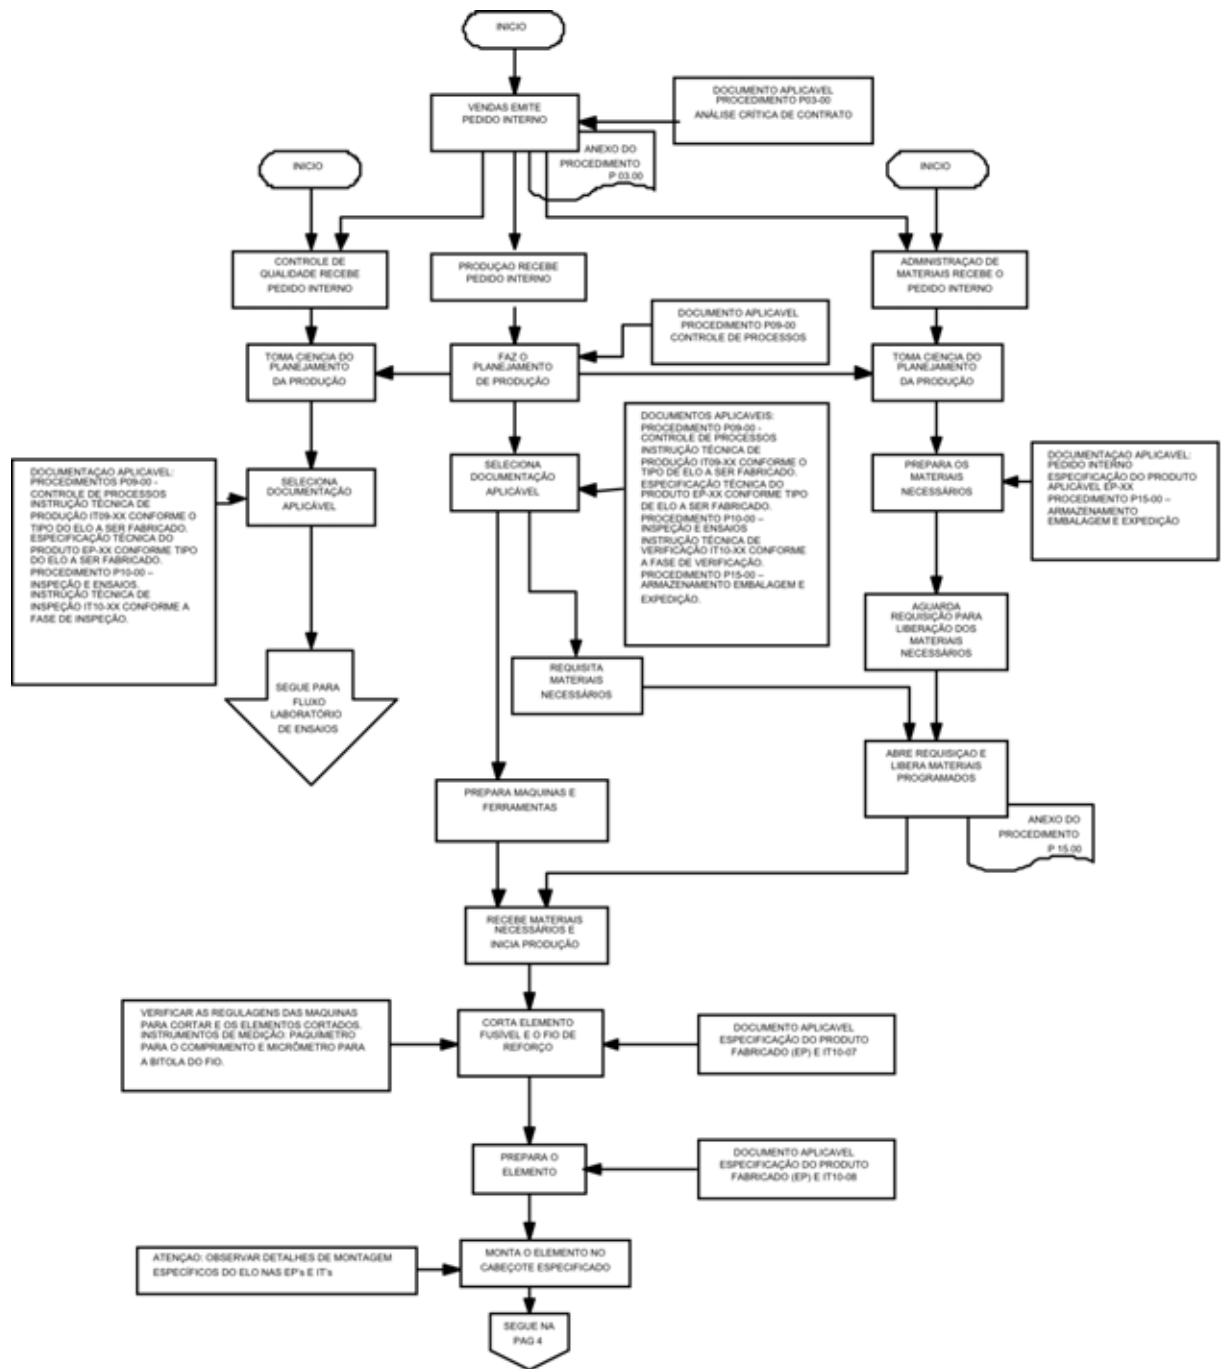 INICIO
VENDAS EMITE
PEDIDO INTERNO
DOCUMENTO APLICAVEL
PROCEDIMENTO P03-00
ANÁLISE CRÍTICA DE CONTRATO
ANEXO DO
PROCEDIMENTO
P 03.00
INICIO
INICIO
CONTROLE DE
QUALIDADE RECEBE
PEDIDO INTERNO
PRODUÇAO RECEBE
PEDIDO INTERNO
ADMINISTRAÇAO DE
MATERIAIS RECEBE O
PEDIDO INTERNO
DOCUMENTO APLICAVEL
PROCEDIMENTO P09-00
CONTROLE DE PROCESSOS
TOMA CIENCIA DO
PLANEJAMENTO
DA PRODUÇÃO
FAZ O
PLANEJAMENTO
DE PRODUÇÃO
TOMA CIENCIA DO
PLANEJAMENTO
DA PRODUÇÃO
DOCUMENTAÇAO APLICAVEL:
PROCEDIMENTOS P09-00 -
CONTROLE DE PROCESSOS
INSTRUÇÃO TÉCNICA DE
PRODUÇÃO IT09-XX CONFORME O
TIPO DO ELO A SER FABRICADO.
ESPECIFICAÇÃO TÉCNICA DO
PRODUTO EP-XX CONFORME TIPO
DO ELO A SER FABRICADO.
PROCEDIMENTO P10-00 –
INSPEÇÃO E ENSAIOS.
INSTRUÇÃO TÉCNICA DE
INSPEÇÃO IT10-XX CONFORME A
FASE DE INSPEÇÃO.
SELECIONA
DOCUMENTAÇÃO
APLICÁVEL
SELECIONA
DOCUMENTAÇÃO
APLICÁVEL
DOCUMENTOS APLICAVEIS:
PROCEDIMENTO P09-00 -
CONTROLE DE PROCESSOS
INSTRUÇÃO TÉCNICA DE
PRODUÇÃO IT09-XX CONFORME O
TIPO DE ELO A SER FABRICADO.
ESPECIFICAÇÃO TÉCNICA DO
PRODUTO EP-XX CONFORME TIPO
DE ELO A SER FABRICADO.
PROCEDIMENTO P10-00 –
INSPEÇÃO E ENSAIOS
INSTRUÇÃO TÉCNICA DE
VERIFICAÇÃO IT10-XX CONFORME
A FASE DE VERIFICAÇÃO.
PROCEDIMENTO P15-00 –
ARMAZENAMENTO EMBALAGEM E
EXPEDIÇÃO.
PREPARA OS
MATERIAIS
NECESSÁRIOS
DOCUMENTAÇAO APLICAVEL:
PEDIDO INTERNO
ESPECIFICAÇÃO DO PRODUTO
APLICÁVEL EP-XX
PROCEDIMENTO P15-00 –
ARMAZENAMENTO
EMBALAGEM E EXPEDIÇÃO
AGUARDA
REQUISIÇÃO PARA
LIBERAÇÃO DOS
MATERIAIS
NECESSÁRIOS
SEGUE PARA
FLUXO
LABORATÓRIO
DE ENSAIOS
REQUISITA
MATERIAIS
NECESSÁRIOS
ABRE REQUISIÇAO E
LIBERA MATERIAIS
PROGRAMADOS
PREPARA MAQUINAS E
FERRAMENTAS
ANEXO DO
PROCEDIMENTO
P 15.00
RECEBE MATERIAIS
NECESSÁRIOS E
INICIA PRODUÇÃO
VERIFICAR AS REGULAGENS DAS MAQUINAS
PARA CORTAR E OS ELEMENTOS CORTADOS.
INSTRUMENTOS DE MEDIÇÃO: PAQUÍMETRO
PARA O COMPRIMENTO E MICRÔMETRO PARA
A BITOLA DO FIO.
CORTA ELEMENTO
FUSÍVEL E O FIO DE
REFORÇO
DOCUMENTO APLICAVEL
ESPECIFICAÇÃO DO PRODUTO
FABRICADO (EP) E IT10-07
PREPARA O
ELEMENTO
DOCUMENTO APLICAVEL
ESPECIFICAÇÃO DO PRODUTO
FABRICADO (EP) E IT10-08
ATENÇAO: OBSERVAR DETALHES DE MONTAGEM
ESPECÍFICOS DO ELO NAS EP's E IT's
MONTA O ELEMENTO NO
CABEÇOTE ESPECIFICADO
SEGUE NA
PAG 4